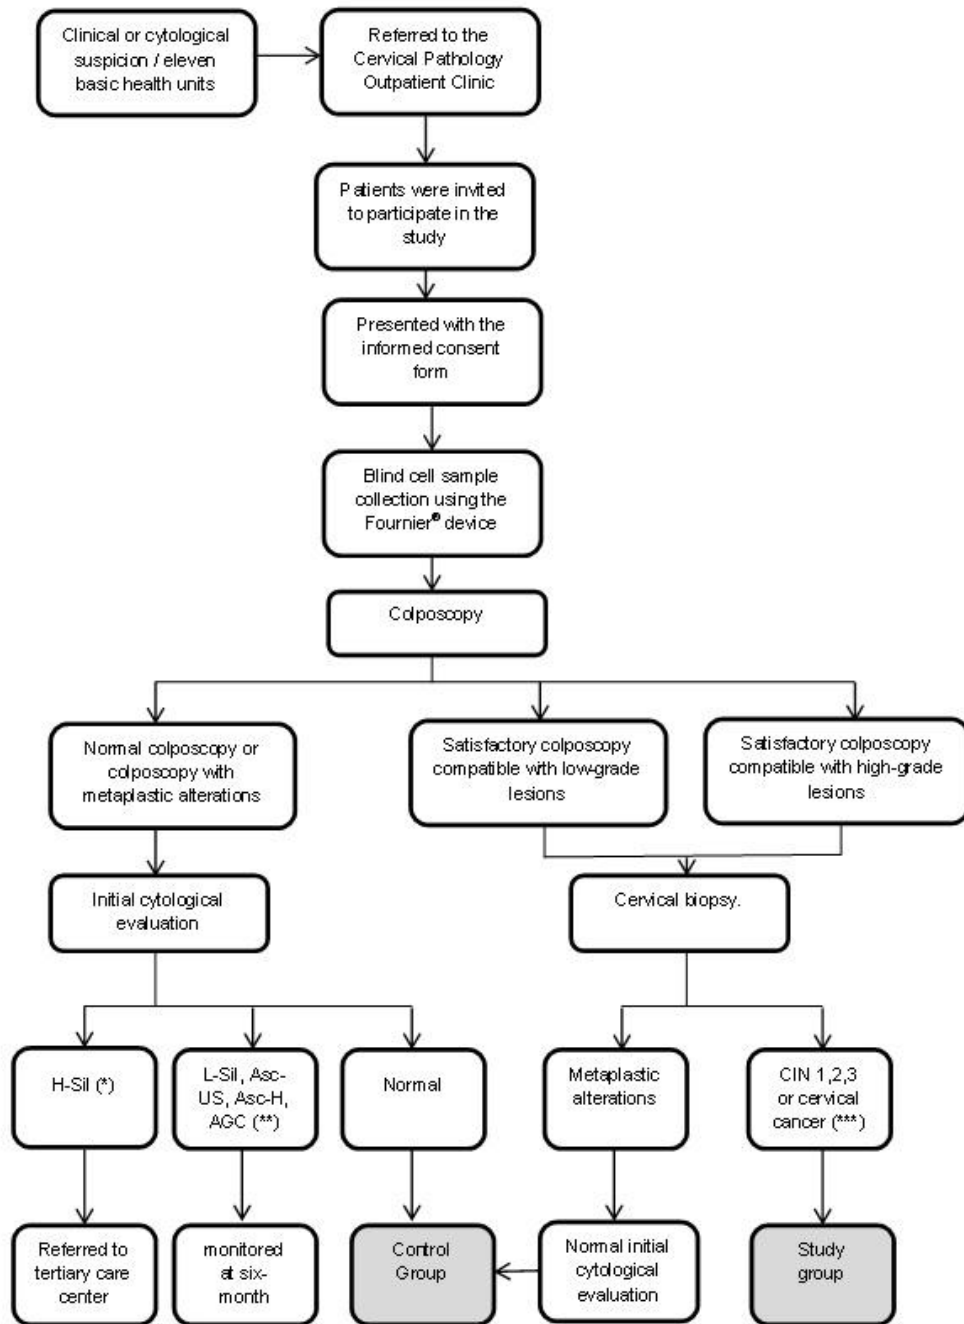 Clinical or cytological
suspicion / eleven
basic health units
Referred to the
Cervical Pathology
Outpatient Clinic
Patients were invited
to participate in the
study
Presented with the
informed consent
form
Blind cell sample
collection using the
Fournier® device
Colposcopy
Normal colposcopy or
colposcopy with
metaplastic alterations
Satisfactory colposcopy
compatible with low-grade
lesions
Satisfactory colposcopy
compatible with high-grade
lesions
Initial cytological
evaluation
Cervical biopsy.
H-Sil (*)
L-Sil, Asc-
US, Asc-H,
AGC (**)
Normal
Metaplastic
alterations
CIN 1,2,3
or cervical
cancer (***)
Referred to
tertiary care
center
monitored
at six-
month
Control
Group
Normal initial
cytological
evaluation
Study
group